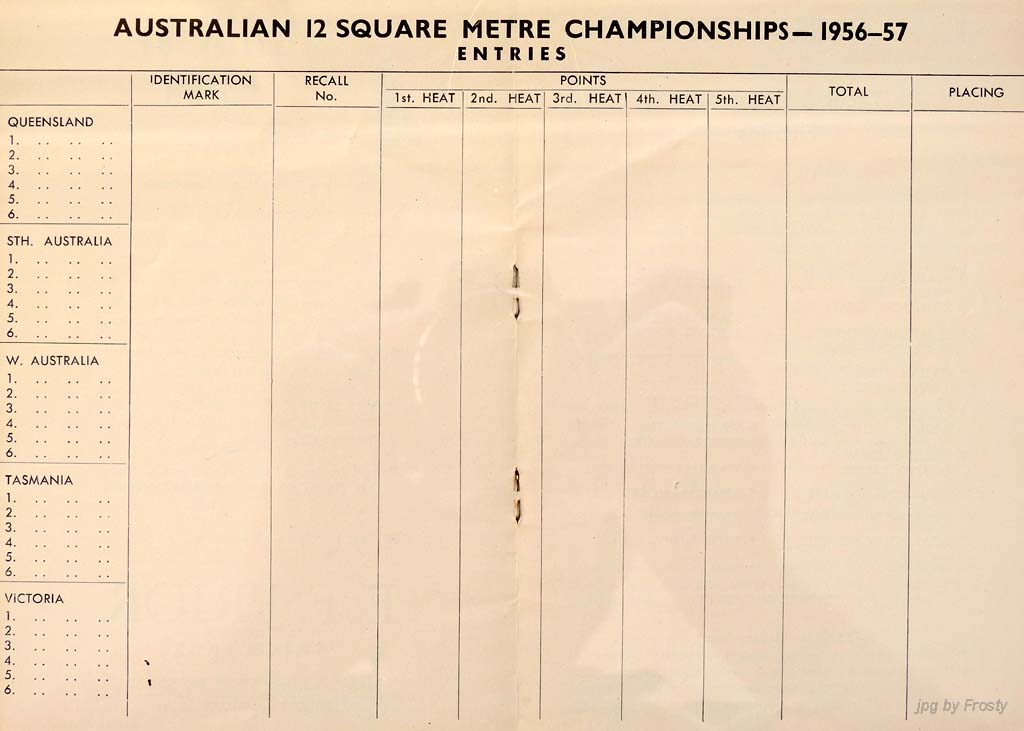 AUSTRALIAN 12 SQUARE METRE CHAMPIONSHIPS— 1956–57
ENTRIES
IDENTIFICATION MARK
RECALL No.
POINTS
1st. HEAT 2nd. HEAT 3rd. HEAT 4th. HEAT 5th. HEAT
TOTAL
PLACING
QUEENSLAND
1. .. .. ..
2. .. .. ..
3. .. .. ..
4. .. .. ..
5. .. .. ..
6. .. .. ..
STH. AUSTRALIA
1. .. .. ..
2. .. .. ..
3. .. .. ..
4. .. .. ..
5. .. .. ..
6. .. .. ..
W. AUSTRALIA
1. .. .. ..
2. .. .. ..
3. .. .. ..
4. .. .. ..
5. .. .. ..
6. .. .. ..
TASMANIA
1. .. .. ..
2. .. .. ..
3. .. .. ..
4. .. .. ..
5. .. .. ..
6. .. .. ..
VICTORIA
1. .. .. ..
2. .. .. ..
3. .. .. ..
4. .. .. ..
5. .. .. ..
6. .. .. ..
jpg by Frosty